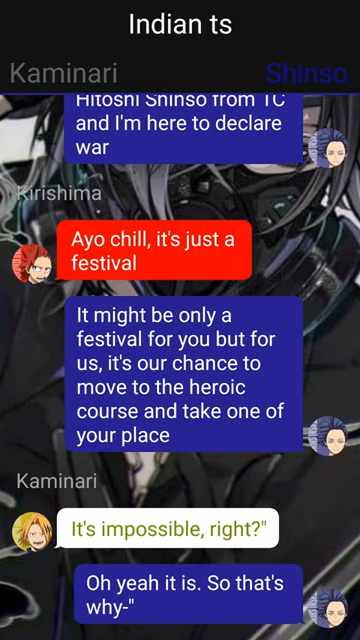 Indian ts
Kaminari
Shinso
Hitoshi Shinso from 1C
and I'm here to declare
war
Kirishima
Ayo chill, it's just a
festival
It might be only a
festival for you but for
us, it's our chance to
move to the heroic
course and take one of
your place
Kaminari
It's impossible, right?"
Oh yeah it is. So that's
why-"